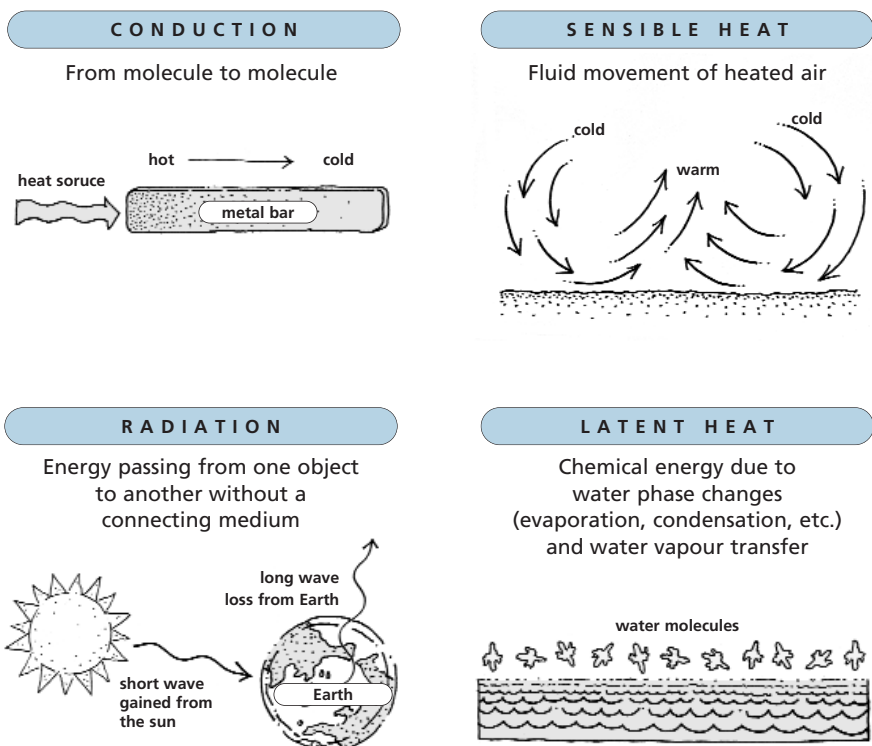 CONDUCTION
From molecule to molecule
hot
cold
heat soruce
metal bar
SENSIBLE HEAT
Fluid movement of heated air
cold
cold
warm
RADIATION
Energy passing from one object
to another without a
connecting medium
long wave
loss from Earth
short wave
gained from
the sun
Earth
LATENT HEAT
Chemical energy due to
water phase changes
(evaporation, condensation, etc.)
and water vapour transfer
water molecules